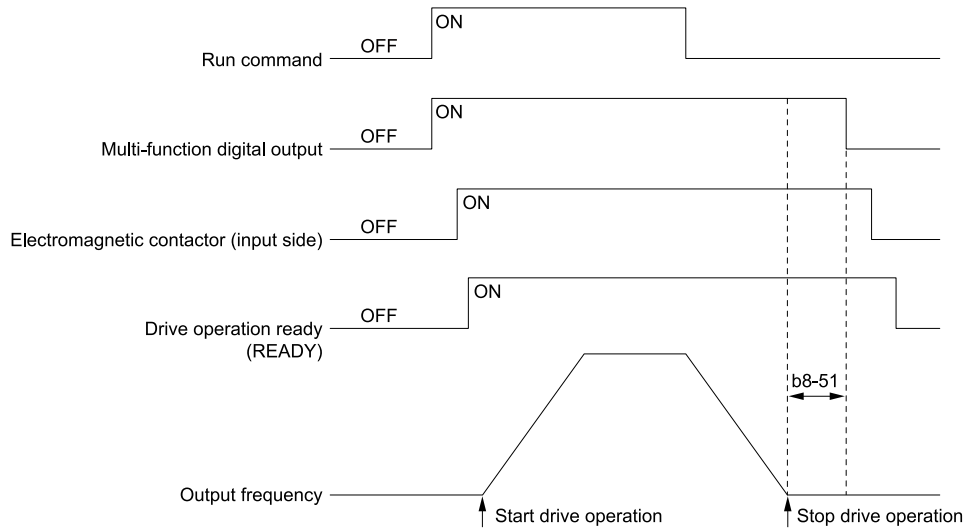 ON
OFF
Run command
ON
OFF
Multi-function digital output
ON
OFF
Electromagnetic contactor (input side)
ON
OFF
Drive operation ready
(READY)
b8-51
Output frequency
Start drive operation
Stop drive operation